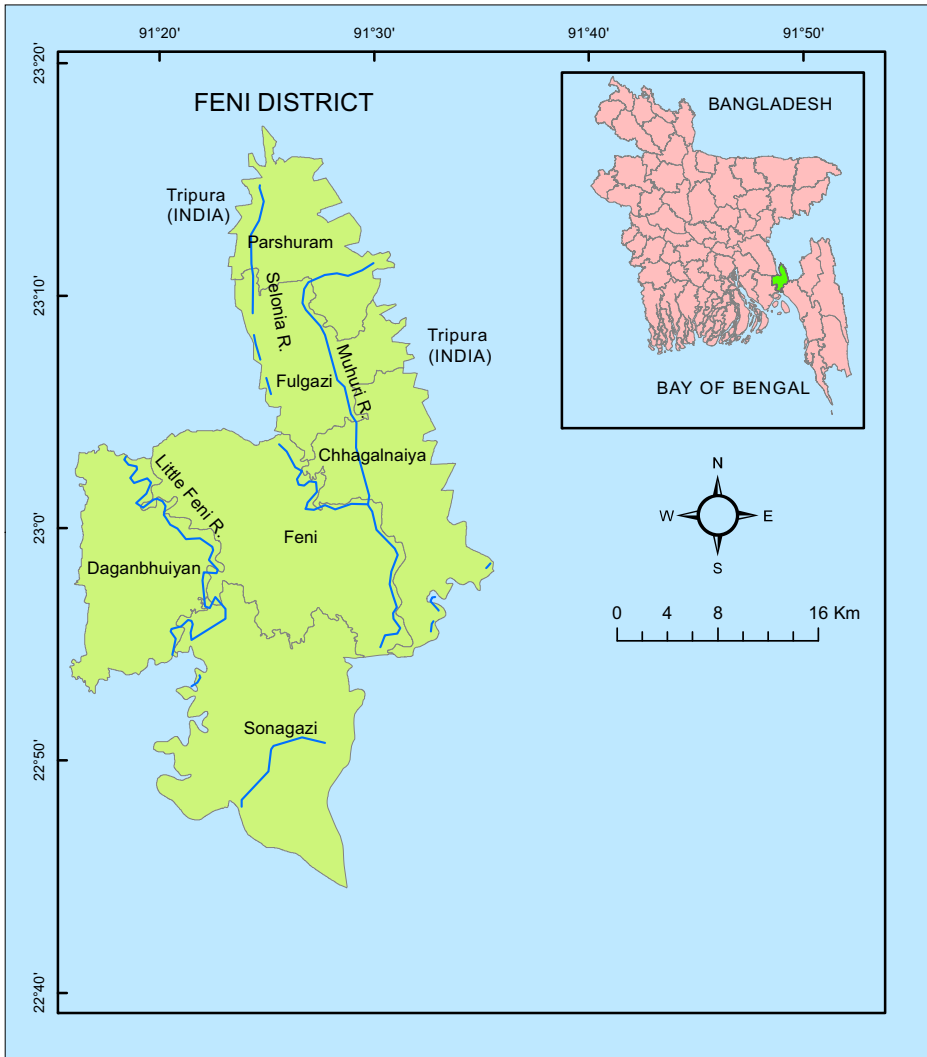 91°20'
91°30'
91°40'
91°50'
23°20'
23°10'
23°0'
22°50'
22°40'
FENI DISTRICT
BANGLADESH
BAY OF BENGAL
Tripura
(INDIA)
Parshuram
Selonia R.
Tripura
(INDIA)
Muhuri R.
Fulgazi
Chhagalnaiya
Little Feni R.
Feni
Daganbhuiyan
Sonagazi
N
W
E
S
0 4 8 16 Km